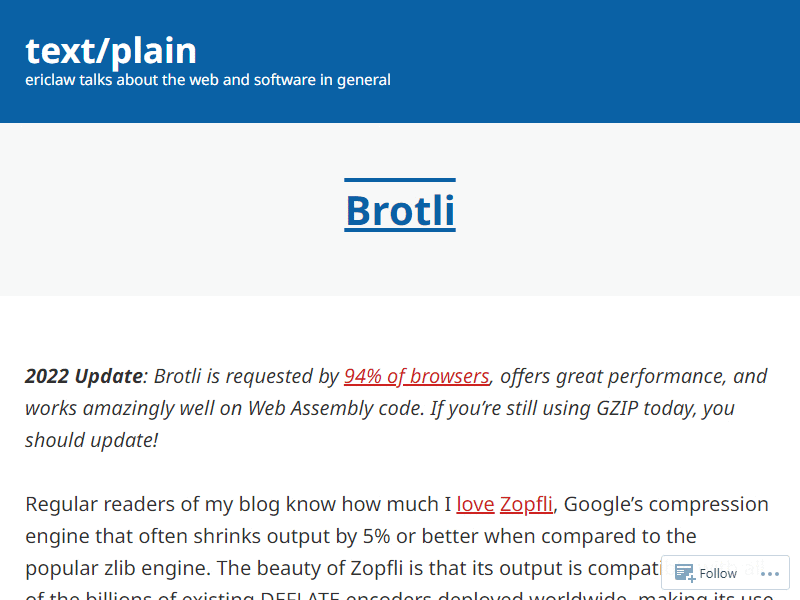 text/plain
ericlaw talks about the web and software in general
Brotli
2022 Update: Brotli is requested by 94% of browsers, offers great performance, and
works amazingly well on Web Assembly code. If you’re still using GZIP today, you
should update!
Regular readers of my blog know how much I love Zopfli, Google’s compression
engine that often shrinks output by 5% or better when compared to the
popular zlib engine. The beauty of Zopfli is that its output is
of the billions of existing DEFLATE encoders deployed worldwide, making its use
Follow